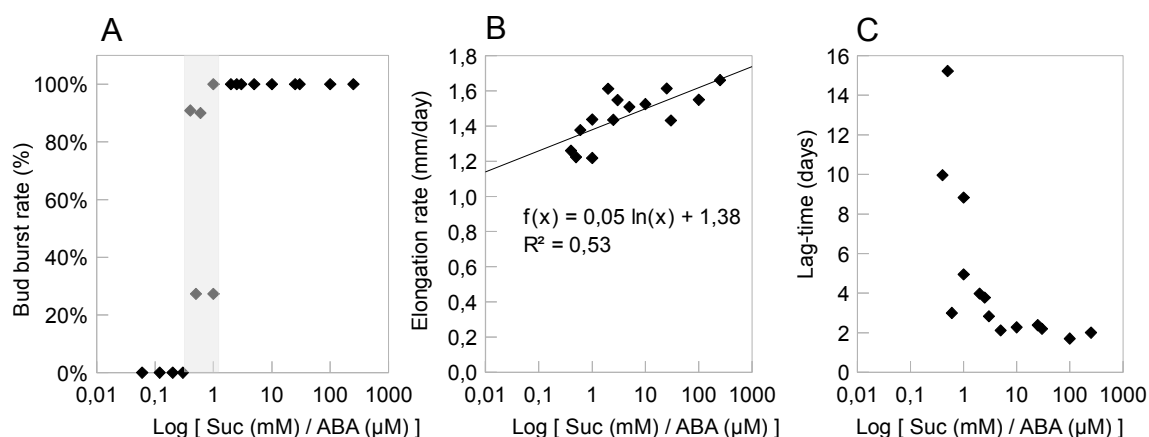 A
Bud burst rate (%)
100%
80%
60%
40%
20%
0%
0,01 0,1 1 10 100 1000
Log [ Suc (mM) / ABA (µM) ]
B
Elongation rate (mm/day)
1,8
1,6
1,4
1,2
1,0
0,8
0,6
0,4
0,2
0,0
f(x) = 0,05 ln(x) + 1,38
R² = 0,53
0,01 0,1 1 10 100 1000
Log [ Suc (mM) / ABA (µM) ]
C
Lag-time (days)
16
14
12
10
8
6
4
2
0
0,01 0,1 1 10 100 1000
Log [ Suc (mM) / ABA (µM) ]